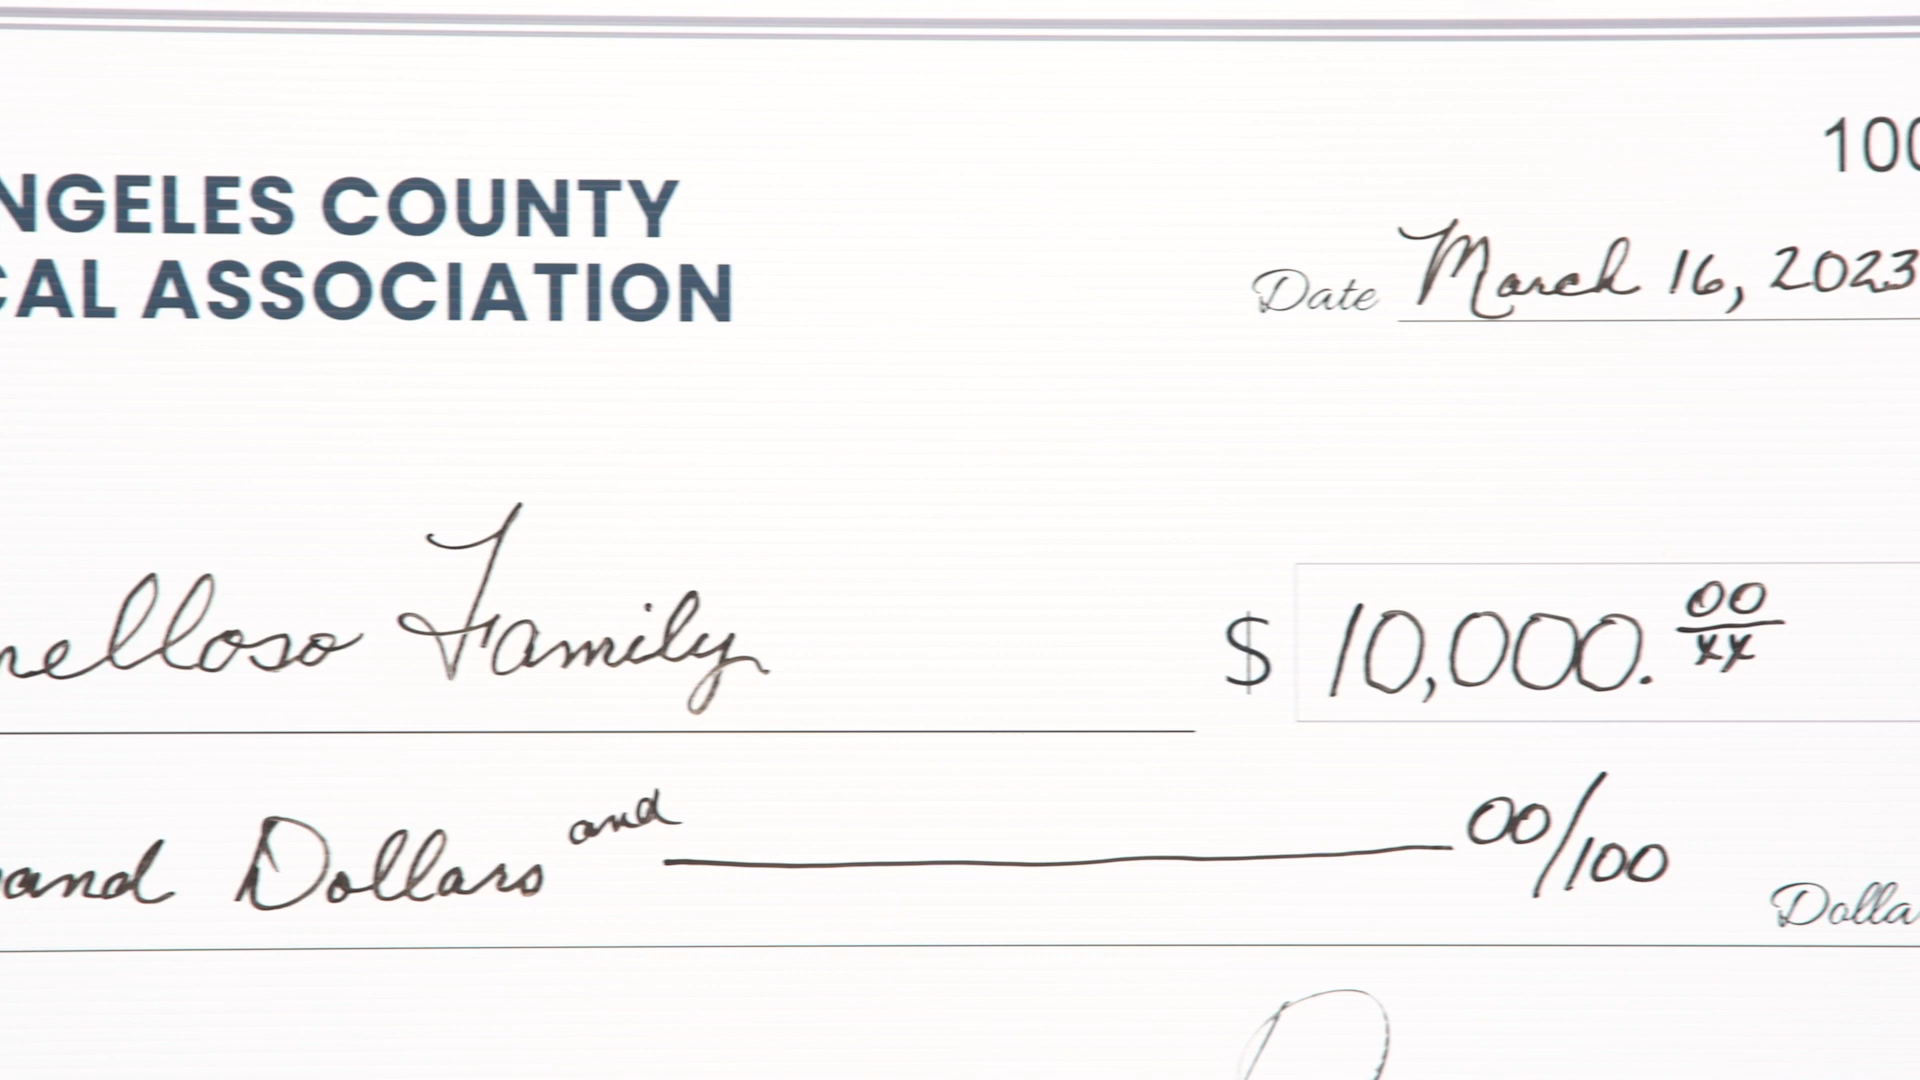 100
NGELES COUNTY
CAL ASSOCIATION
Date March 16, 2023
nelloso Family $ 10,000. 00/xx
and Dollars and 00/100 Dolla